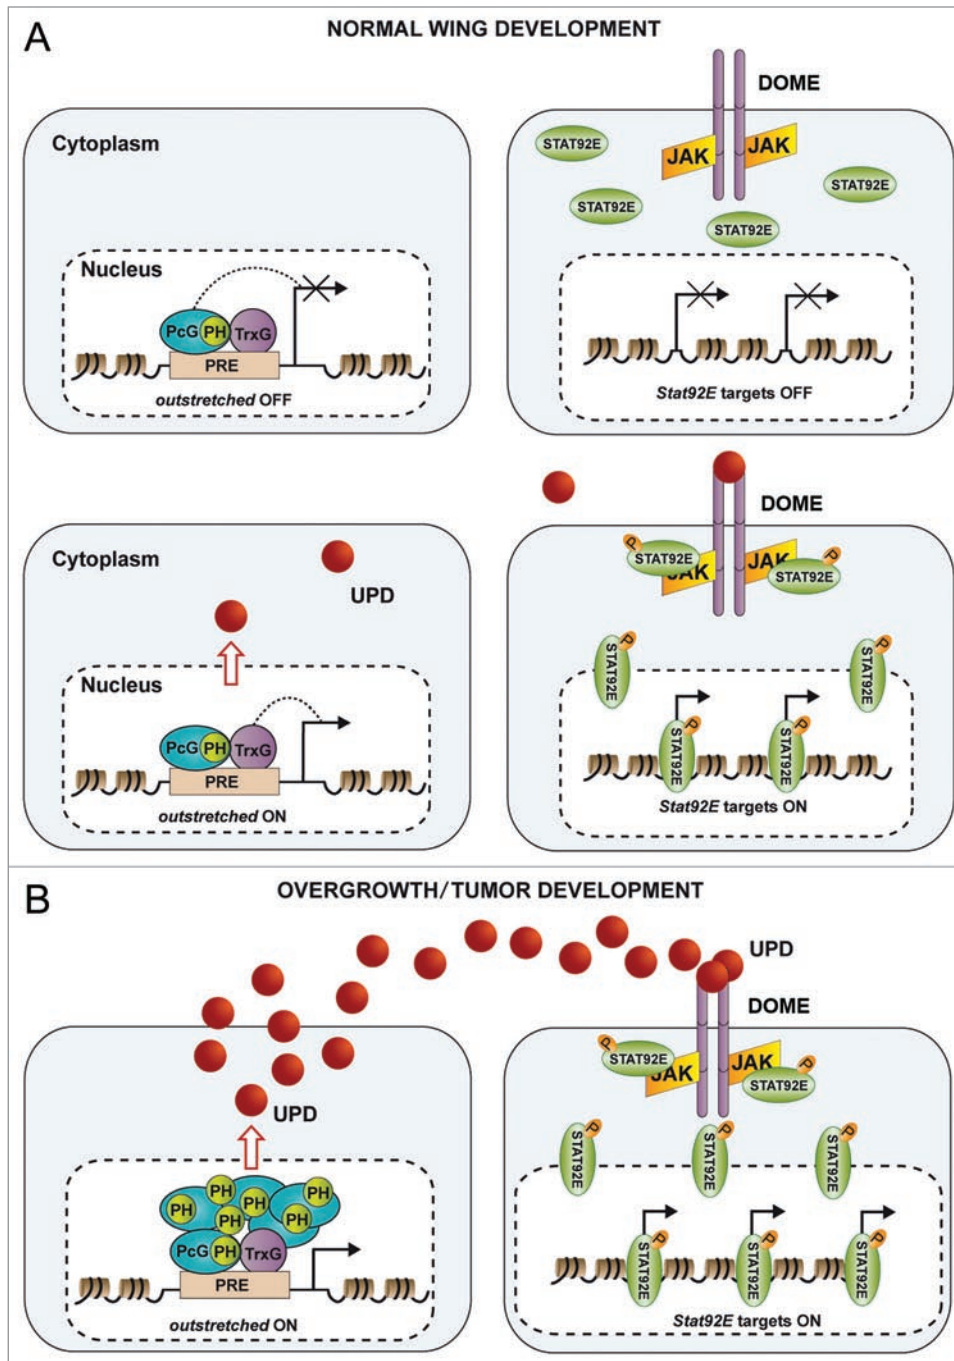 A
NORMAL WING DEVELOPMENT
Cytoplasm
Nucleus
PcG PH TrxG
PRE
outstretched OFF
DOME
JAK JAK
STAT92E
STAT92E
STAT92E
STAT92E
Stat92E targets OFF
Cytoplasm
UPD
Nucleus
PcG PH TrxG
PRE
outstretched ON
DOME
P STAT92E JAK
JAK P STAT92E
STAT92E P
STAT92E P
STAT92E P
STAT92E P
Stat92E targets ON
B
OVERGROWTH/TUMOR DEVELOPMENT
UPD
PH PH PH PH PH PH
PcG PH TrxG
PRE
outstretched ON
UPD
DOME
P STAT92E JAK
JAK P STAT92E
STAT92E P
STAT92E P
STAT92E P
STAT92E P
STAT92E P
STAT92E P
Stat92E targets ON